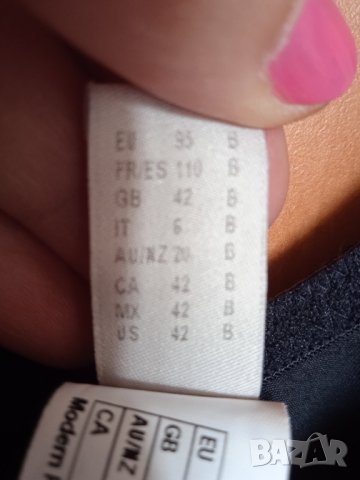 EU 95 B
FR/ES 110 B
GB 42 B
IT 6 B
AU/NZ 20 B
CA 42 B
MX 42 B
US 42 B
EU
GB
AU/NZ
CA
Modern
BAZAR